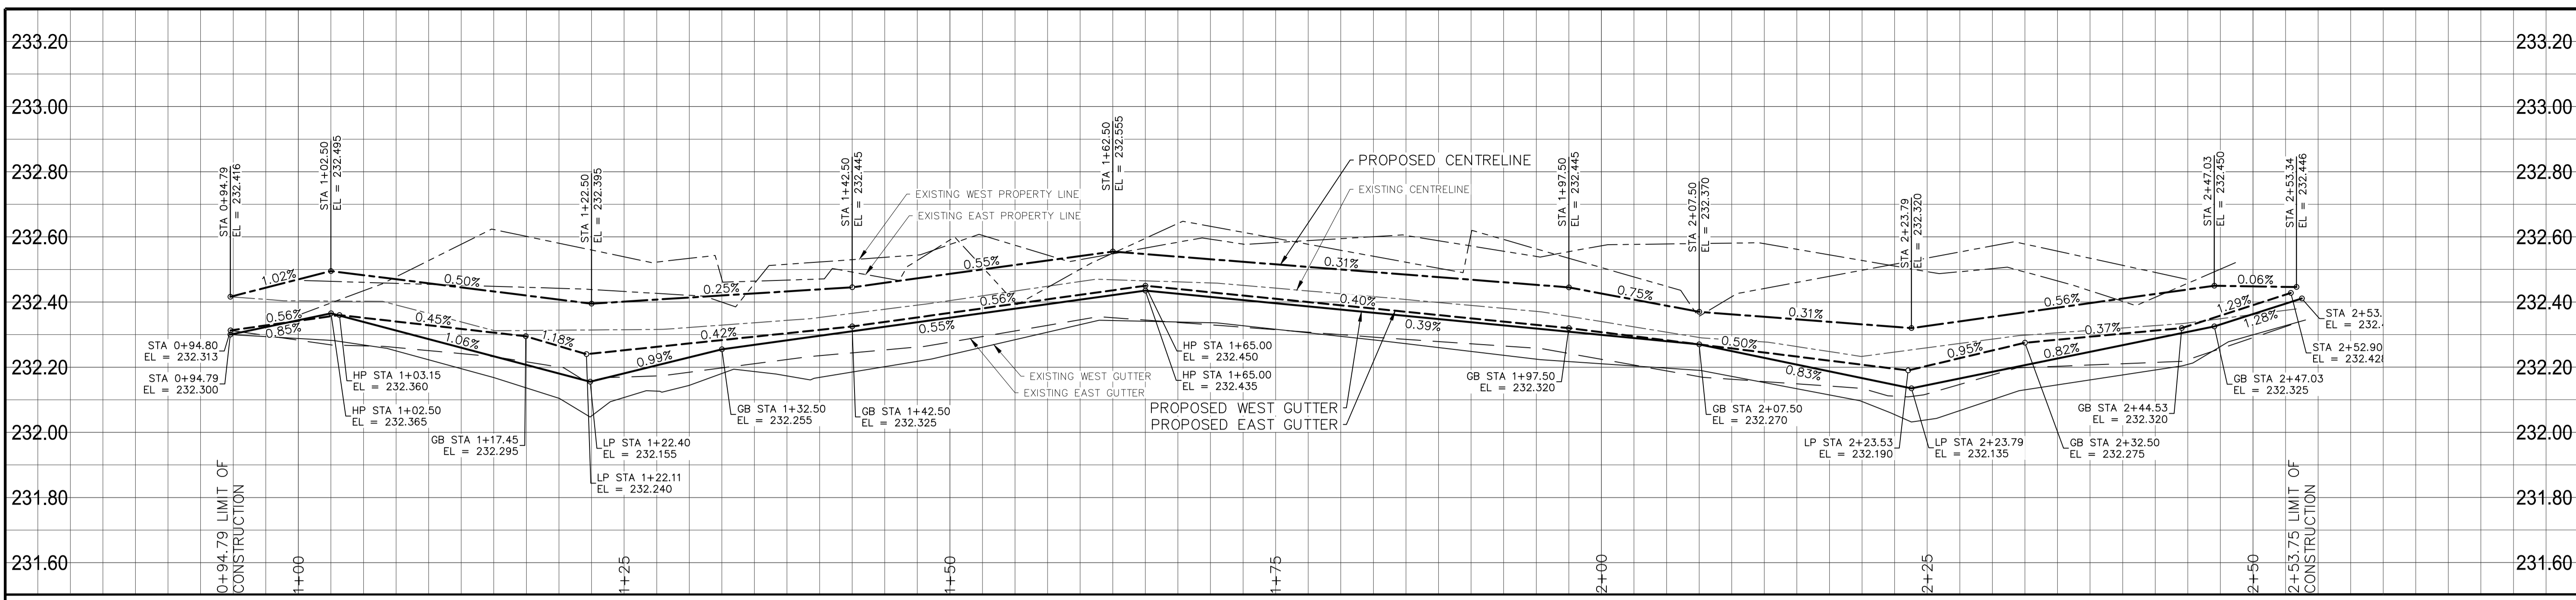 233.20
233.20
233.00
233.00
232.80
232.80
232.60
232.60
232.40
232.40
232.20
232.20
232.00
232.00
231.80
231.80
231.60
231.60
STA 0+94.79
EL = 232.416
STA 1+02.50
EL = 232.495
STA 1+22.50
EL = 232.395
STA 1+42.50
EL = 232.445
STA 1+62.50
EL = 232.555
STA 1+97.50
EL = 232.445
STA 2+07.50
EL = 232.370
STA 2+23.79
EL = 232.320
STA 2+47.03
EL = 232.450
STA 2+53.34
EL = 232.446
EXISTING WEST PROPERTY LINE
EXISTING EAST PROPERTY LINE
PROPOSED CENTRELINE
EXISTING CENTRELINE
1.02%
0.50%
0.25%
0.55%
0.31%
0.75%
0.31%
0.56%
0.06%
0.56%
0.45%
1.18%
0.42%
0.56%
0.40%
0.50%
0.95%
0.37%
1.29%
0.85%
1.06%
0.99%
0.55%
0.39%
0.83%
0.82%
1.28%
STA 0+94.80
EL = 232.313
STA 0+94.79
EL = 232.300
HP STA 1+03.15
EL = 232.360
HP STA 1+02.50
EL = 232.365
GB STA 1+17.45
EL = 232.295
LP STA 1+22.40
EL = 232.155
LP STA 1+22.11
EL = 232.240
GB STA 1+32.50
EL = 232.255
GB STA 1+42.50
EL = 232.325
EXISTING WEST GUTTER
EXISTING EAST GUTTER
HP STA 1+65.00
EL = 232.450
HP STA 1+65.00
EL = 232.435
PROPOSED WEST GUTTER
PROPOSED EAST GUTTER
GB STA 1+97.50
EL = 232.320
GB STA 2+07.50
EL = 232.270
LP STA 2+23.53
EL = 232.190
LP STA 2+23.79
EL = 232.135
GB STA 2+32.50
EL = 232.275
GB STA 2+44.53
EL = 232.320
GB STA 2+47.03
EL = 232.325
STA 2+53.
EL = 232.
STA 2+52.90
EL = 232.428
0+94.79 LIMIT OF
CONSTRUCTION
1+00
1+25
1+50
1+75
2+00
2+25
2+50
2+53.75 LIMIT OF
CONSTRUCTION